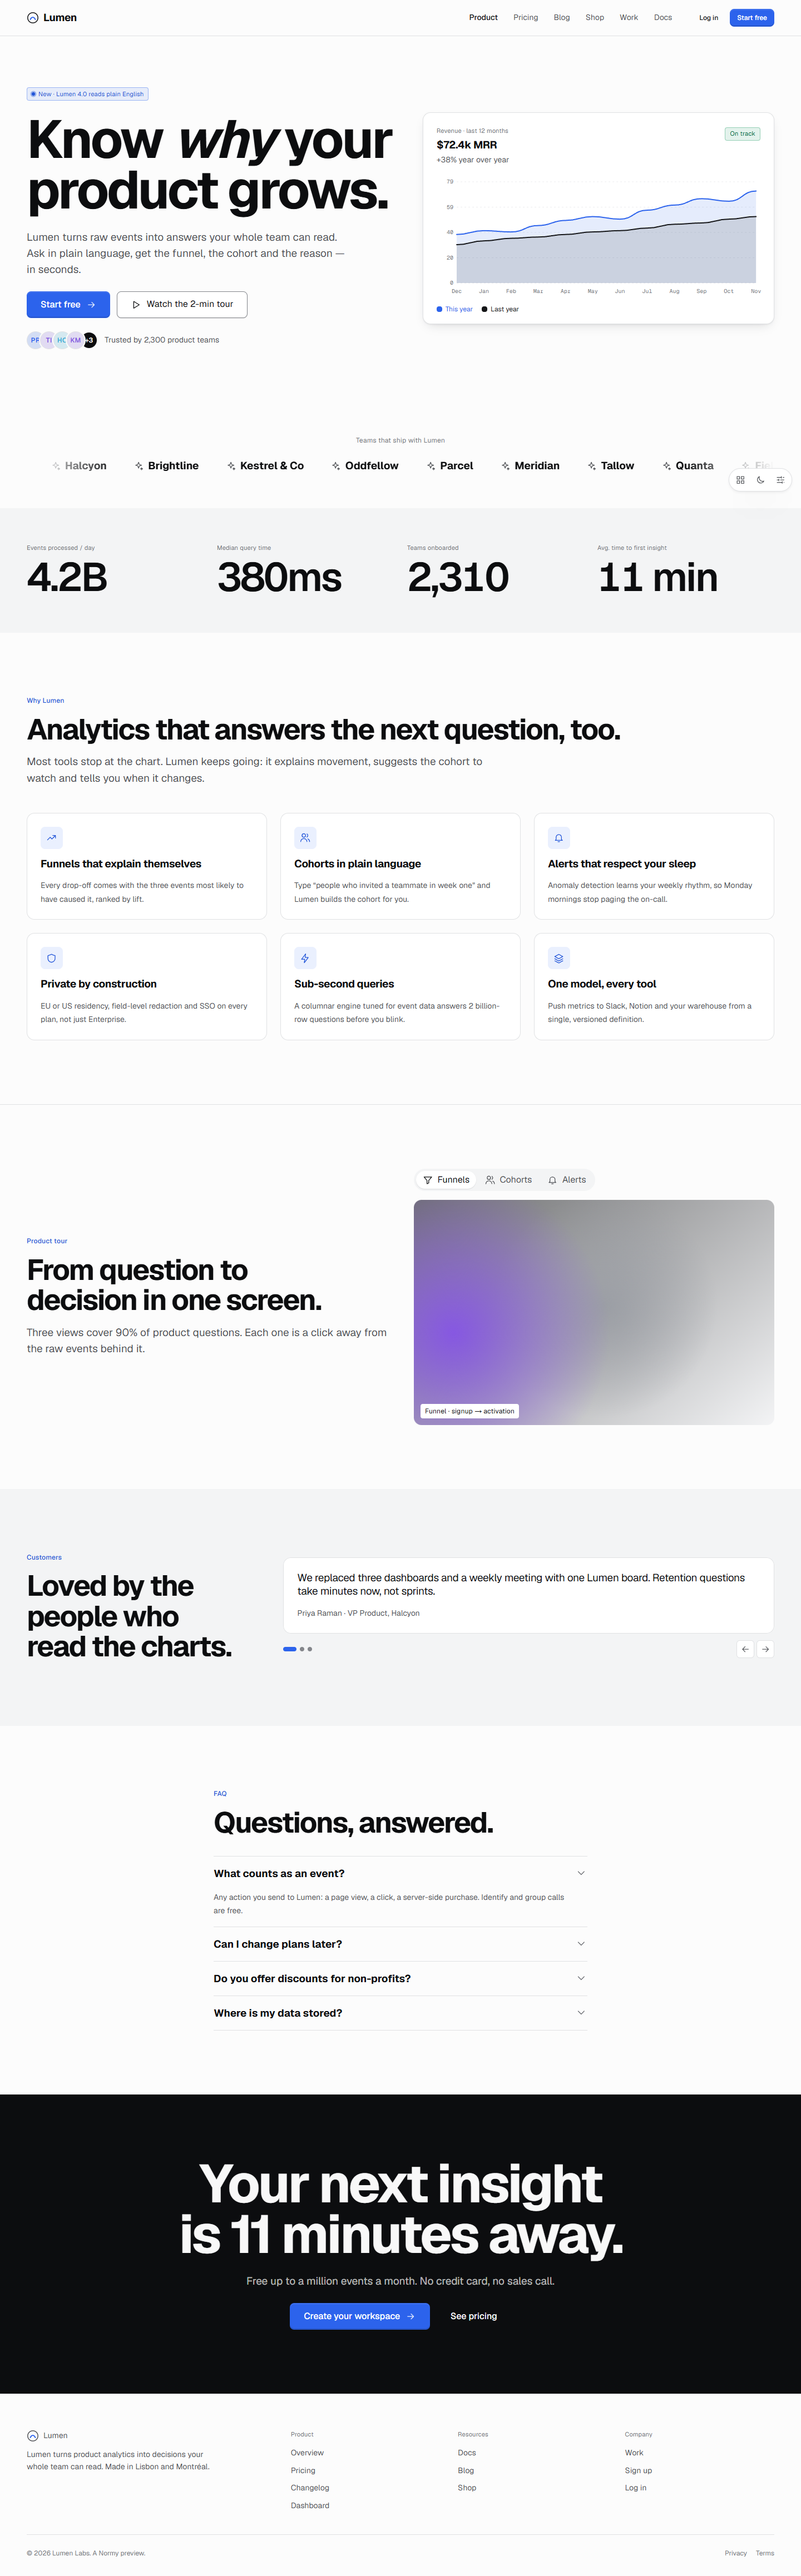 Lumen
Product Pricing Blog Shop Work Docs Log in Start free
New · Lumen 4.0 reads plain English
Know why your
product grows.
Lumen turns raw events into answers your whole team can read.
Ask in plain language, get the funnel, the cohort and the reason —
in seconds.
Start free
Watch the 2-min tour
HC KM +3 Trusted by 2,300 product teams
Revenue · last 12 months
$72.4k MRR
+38% year over year
On track
79
59
40
20
0
Dec Jan Feb Mar Apr May Jun Jul Aug Sep Oct Nov
This year Last year
Teams that ship with Lumen
Halcyon Brightline Kestrel & Co Oddfellow Parcel Meridian Tallow Quanta
Events processed / day
4.2B
Median query time
380ms
Teams onboarded
2,310
Avg. time to first insight
11 min
Why Lumen
Analytics that answers the next question, too.
Most tools stop at the chart. Lumen keeps going: it explains movement, suggests the cohort to
watch and tells you when it changes.
Funnels that explain themselves
Every drop-off comes with the three events most likely to
have caused it, ranked by lift.
Cohorts in plain language
Type "people who invited a teammate in week one" and
Lumen builds the cohort for you.
Alerts that respect your sleep
Anomaly detection learns your weekly rhythm, so Monday
mornings stop paging the on-call.
Private by construction
EU or US residency, field-level redaction and SSO on every
plan, not just Enterprise.
Sub-second queries
A columnar engine tuned for event data answers 2 billion-
row questions before you blink.
One model, every tool
Push metrics to Slack, Notion and your warehouse from a
single, versioned definition.
Product tour
From question to
decision in one screen.
Three views cover 90% of product questions. Each one is a click away from
the raw events behind it.
Funnels Cohorts Alerts
Funnel · signup → activation
Customers
Loved by the
people who
read the charts.
We replaced three dashboards and a weekly meeting with one Lumen board. Retention questions
take minutes now, not sprints.
Priya Raman · VP Product, Halcyon
FAQ
Questions, answered.
What counts as an event?
Any action you send to Lumen: a page view, a click, a server-side purchase. Identify and group calls
are free.
Can I change plans later?
Do you offer discounts for non-profits?
Where is my data stored?
Your next insight
is 11 minutes away.
Free up to a million events a month. No credit card, no sales call.
Create your workspace
See pricing
Lumen
Lumen turns product analytics into decisions your
whole team can read. Made in Lisbon and Montréal.
Product
Overview
Pricing
Changelog
Dashboard
Resources
Docs
Blog
Shop
Company
Work
Sign up
Log in
© 2026 Lumen Labs. A Normy preview.
Privacy Terms